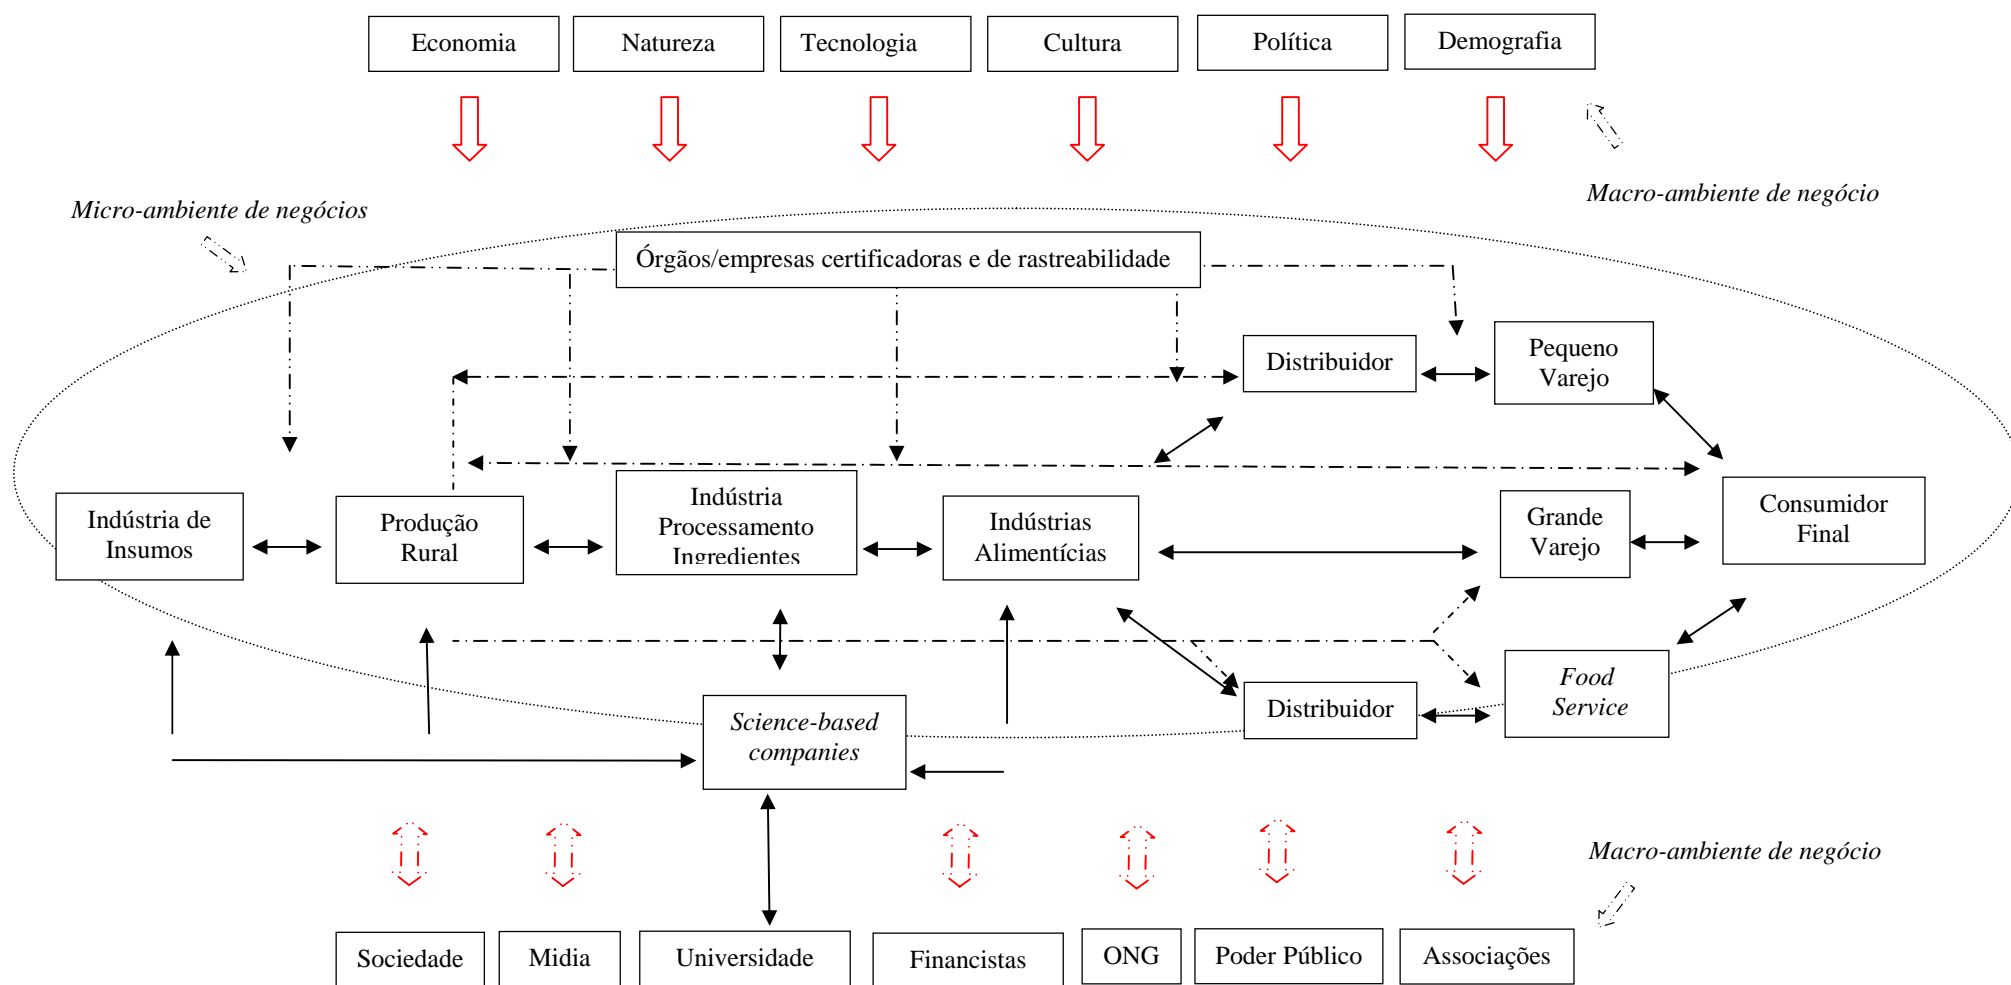 Economia
Natureza
Tecnologia
Cultura
Política
Demografia
Micro-ambiente de negócios
Macro-ambiente de negócio
Órgãos/empresas certificadoras e de rastreabilidade
Distribuidor
Pequeno
Varejo
Indústria de
Insumos
Produção
Rural
Indústria
Processamento
Ingredientes
Indústrias
Alimentícias
Grande
Varejo
Consumidor
Final
Science-based
companies
Distribuidor
Food
Service
Macro-ambiente de negócio
Sociedade
Midia
Universidade
Financistas
ONG
Poder Público
Associações